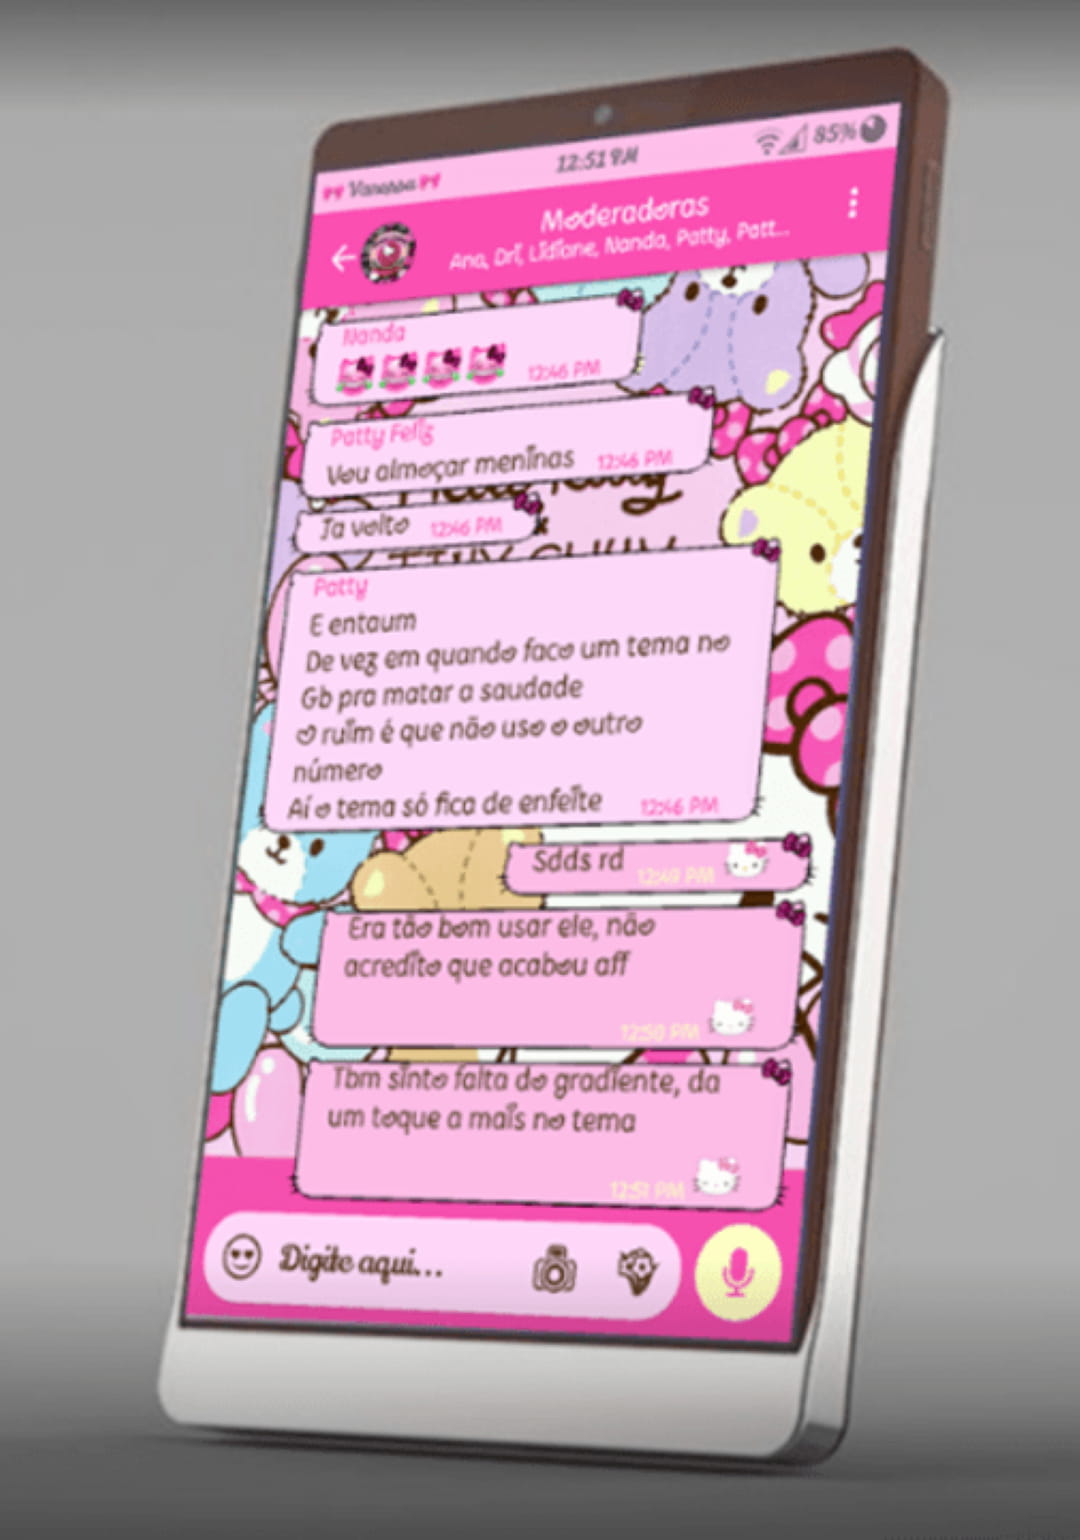 Vanessa
12:51 PM
85%
Moderadoras
Ana, Dri, Lidiane, Nanda, Patty, Patt...
Nanda
12:46 PM
Patty Feliz
Vou almoçar meninas 12:46 PM
Ja volto 12:46 PM
Hello Kitty
Patty
E entaum
De vez em quando faco um tema no
Gb pra matar a saudade
O ruim é que não uso o outro
número
Aí o tema só fica de enfeite 12:46 PM
Sdds rd 12:49 PM
Era tão bom usar ele, não
acredito que acabou aff
12:50 PM
Tbm sinto falta do gradiente, da
um toque a mais no tema
12:51 PM
Digite aqui...